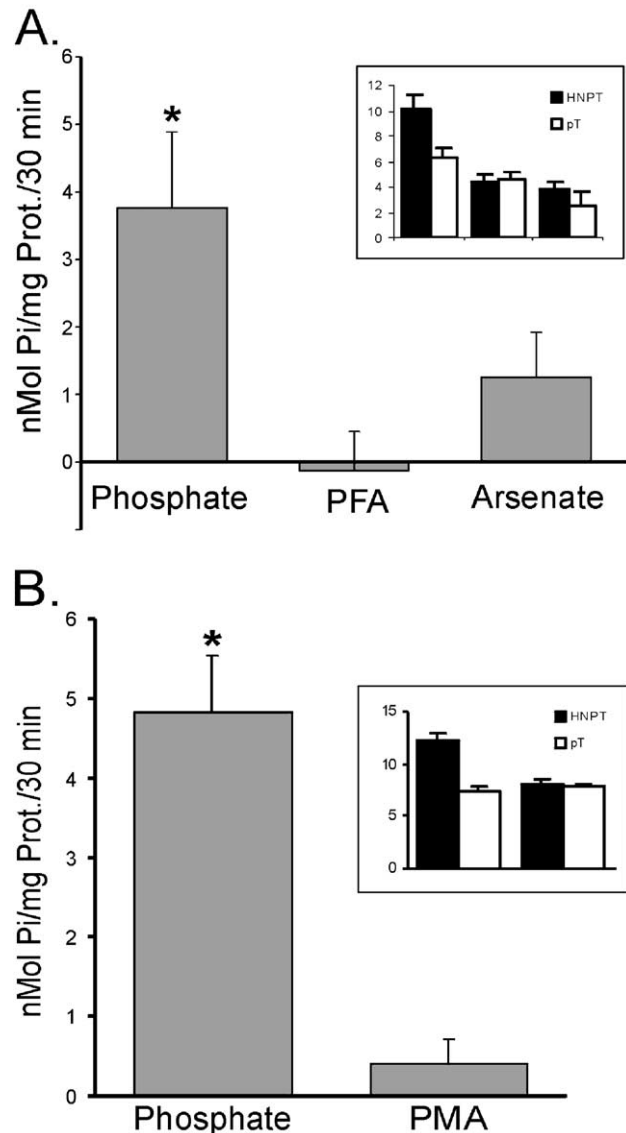 A.
nMol Pi/mg Prot./30 min
6
5
4
3
2
1
0
*
12
10
8
6
4
2
0
HNPT
pT
Phosphate PFA Arsenate
B.
nMol Pi/mg Prot./30 min
6
5
4
3
2
1
0
*
15
10
5
0
HNPT
pT
Phosphate PMA